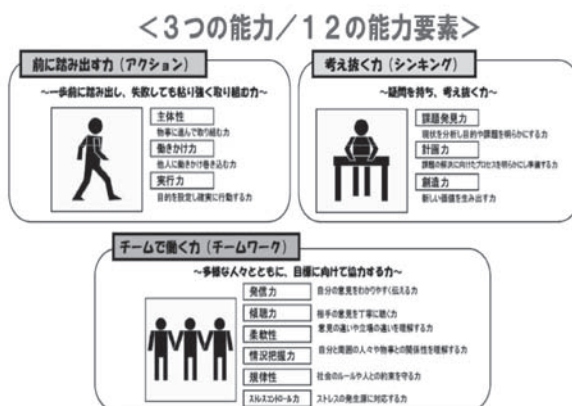 ＜３つの能力／１２の能力要素＞
前に踏み出す力（アクション）
～一歩前に踏み出し、失敗しても粘り強く取り組む力～
主体性
物事に進んで取り組む力
働きかけ力
他人に働きかけ巻き込む力
実行力
目的を設定し確実に行動する力
考え抜く力（シンキング）
～疑問を持ち、考え抜く力～
課題発見力
現状を分析し目的や課題を明らかにする力
計画力
課題の解決に向けたプロセスを明らかにし準備する力
創造力
新しい価値を生み出す力
チームで働く力（チームワーク）
～多様な人々とともに、目標に向けて協力する力～
発信力 自分の意見をわかりやすく伝える力
傾聴力 相手の意見を丁寧に聴く力
柔軟性 意見の違いや立場の違いを理解する力
情況把握力 自分と周囲の人々や物事との関係性を理解する力
規律性 社会のルールや人との約束を守る力
ストレスコントロール力 ストレスの発生源に対応する力